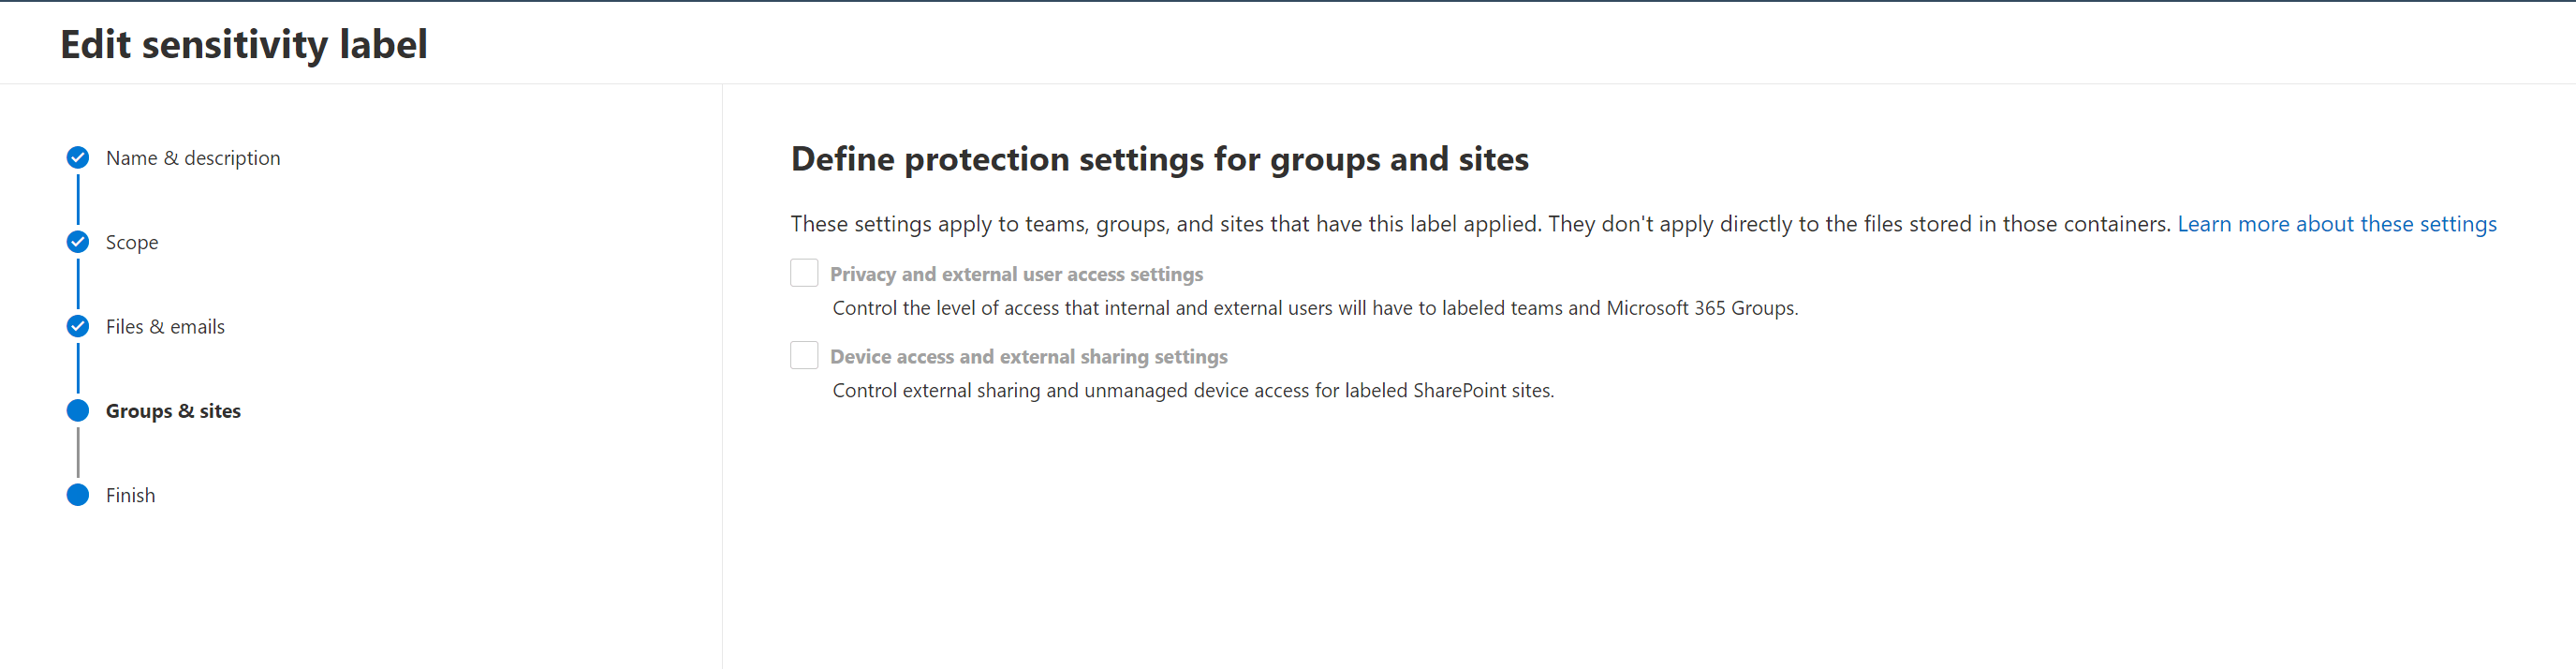 Edit sensitivity label
Name & description
Scope
Files & emails
Groups & sites
Finish
Define protection settings for groups and sites
These settings apply to teams, groups, and sites that have this label applied. They don't apply directly to the files stored in those containers. Learn more about these settings
Privacy and external user access settings
Control the level of access that internal and external users will have to labeled teams and Microsoft 365 Groups.
Device access and external sharing settings
Control external sharing and unmanaged device access for labeled SharePoint sites.